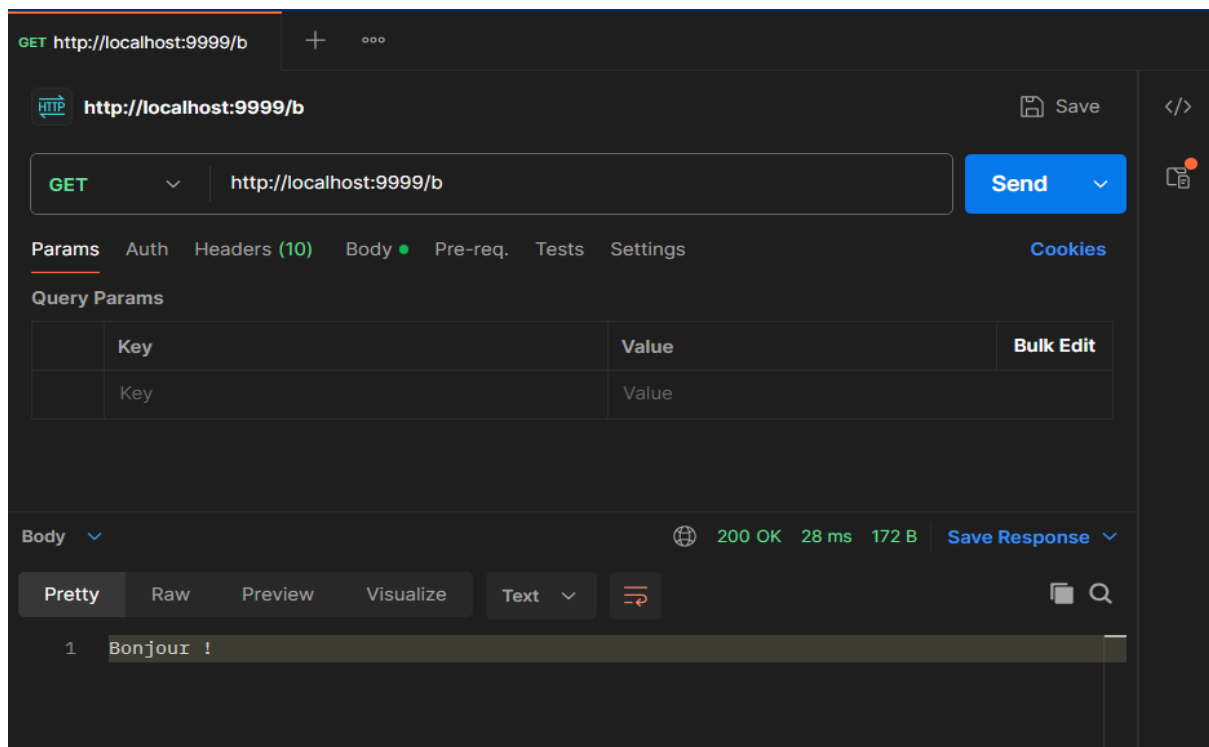 GET http://localhost:9999/b
HTTP http://localhost:9999/b Save </>
GET http://localhost:9999/b Send
Params Auth Headers (10) Body Pre-req. Tests Settings Cookies
Query Params
Key Value Bulk Edit
Key Value
Body 200 OK 28 ms 172 B Save Response
Pretty Raw Preview Visualize Text
1 Bonjour !